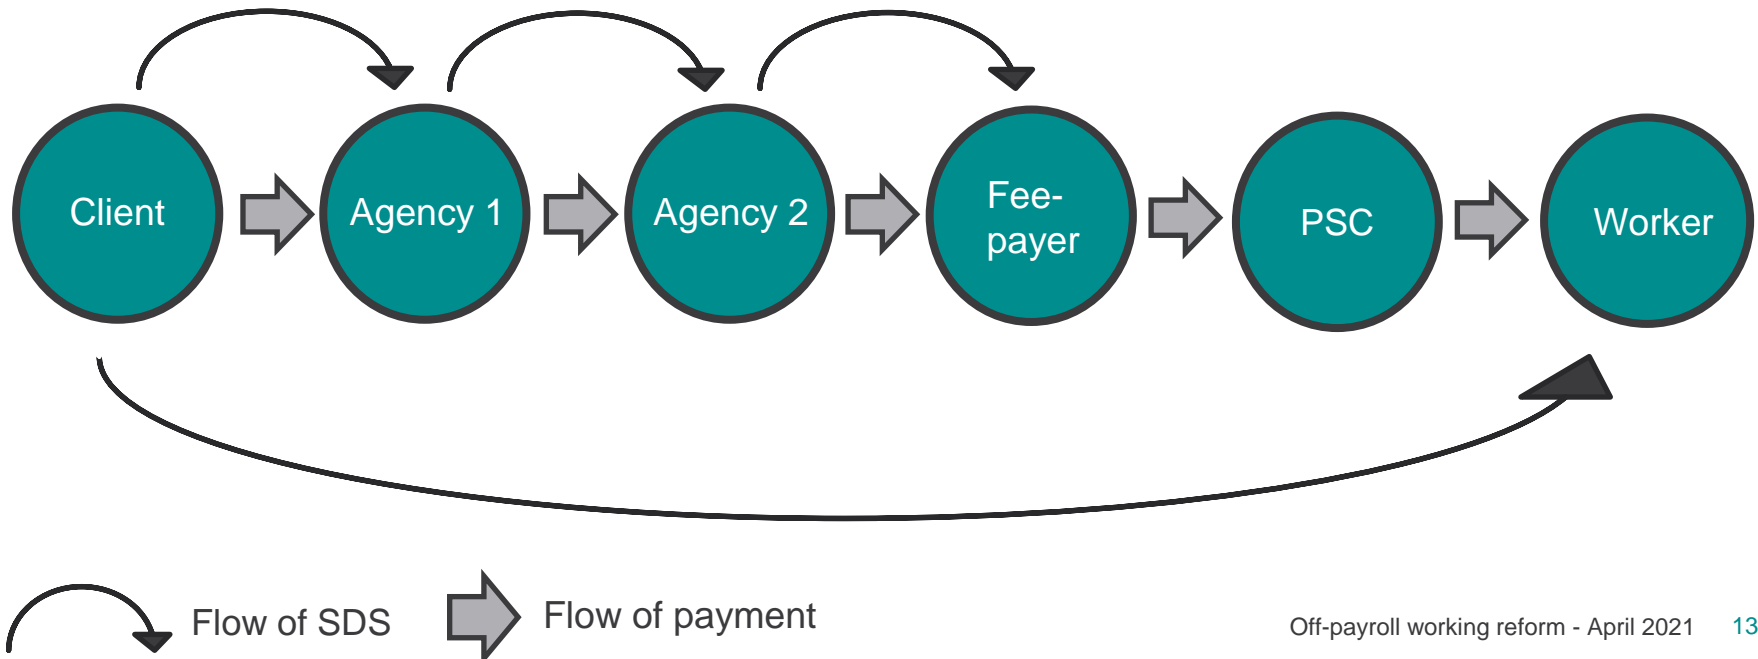 Client
Agency 1
Agency 2
Fee-
payer
PSC
Worker
Flow of SDS
Flow of payment
Off-payroll working reform - April 2021 13